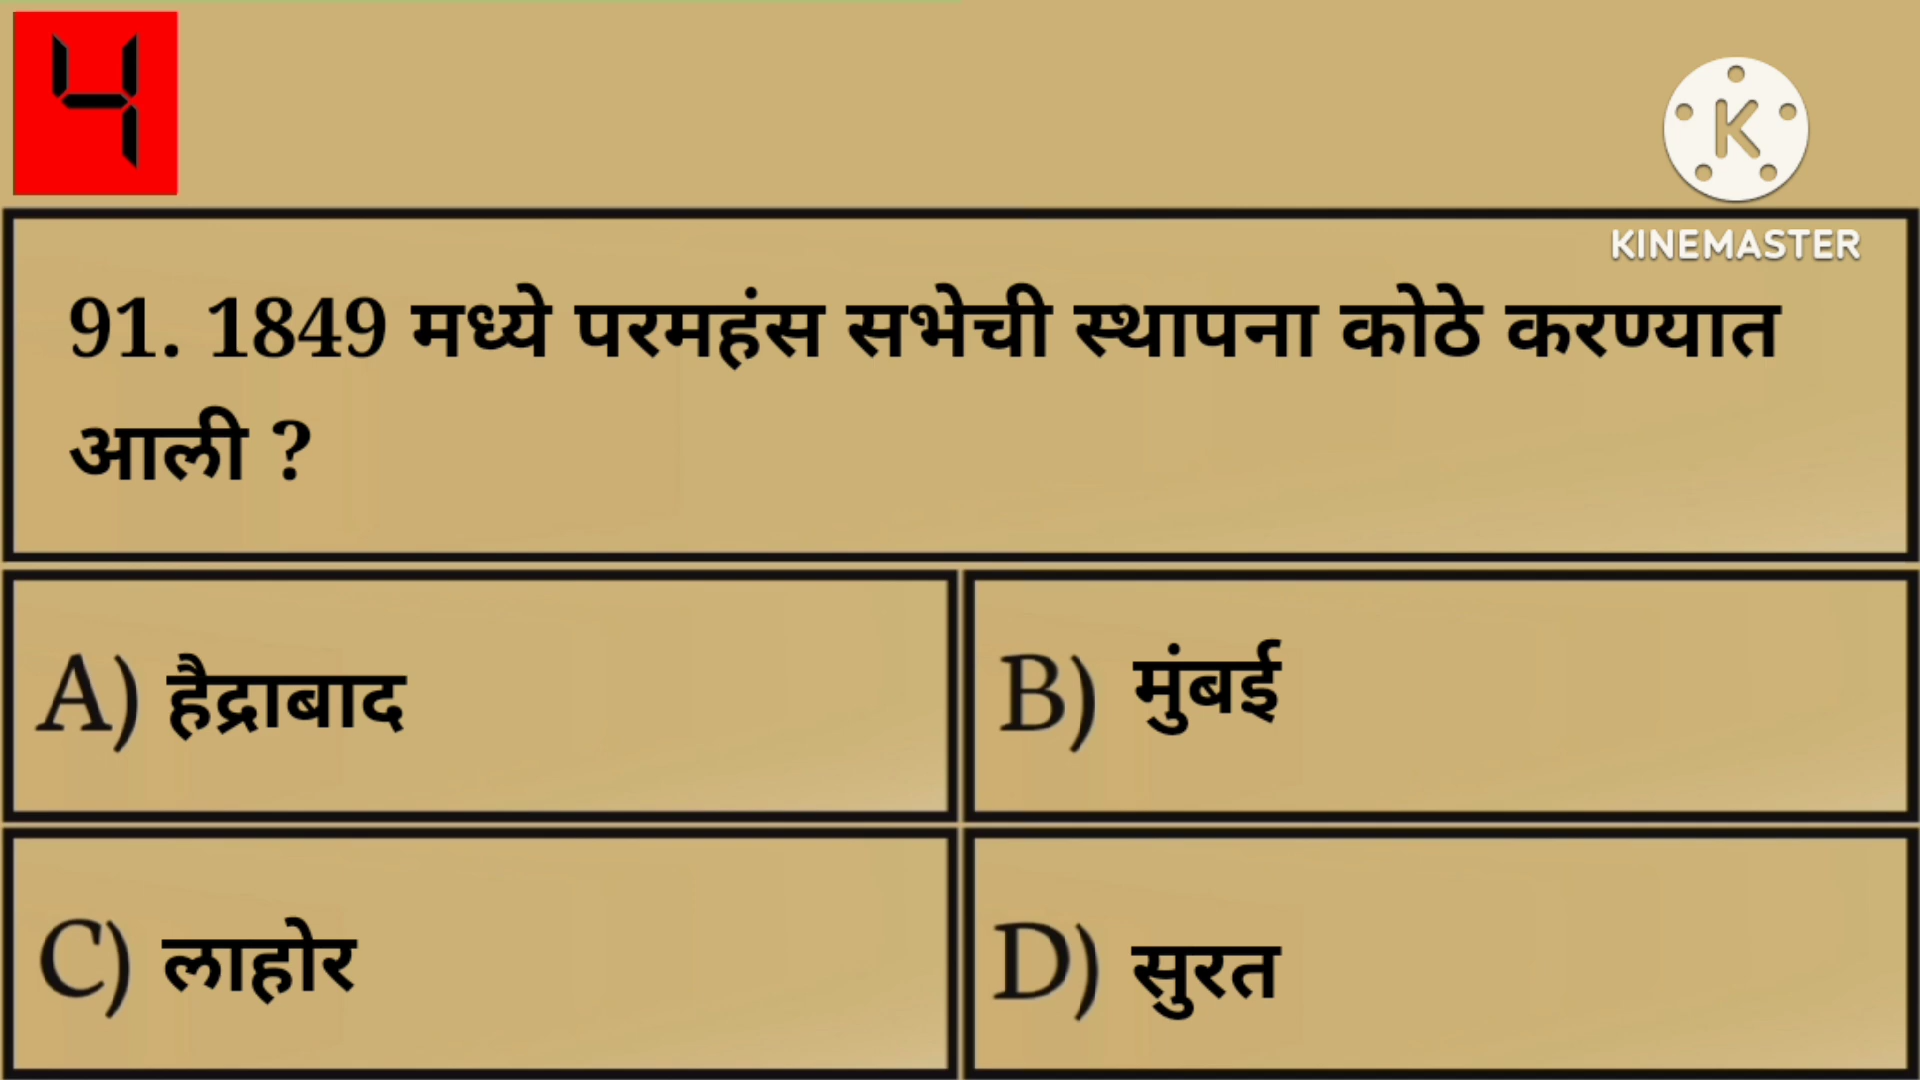 4
K
KINEMASTER
91. 1849 मध्ये परमहंस सभेची स्थापना कोठे करण्यात
आली ?
A) हैद्राबाद
B) मुंबई
C) लाहोर
D) सुरत